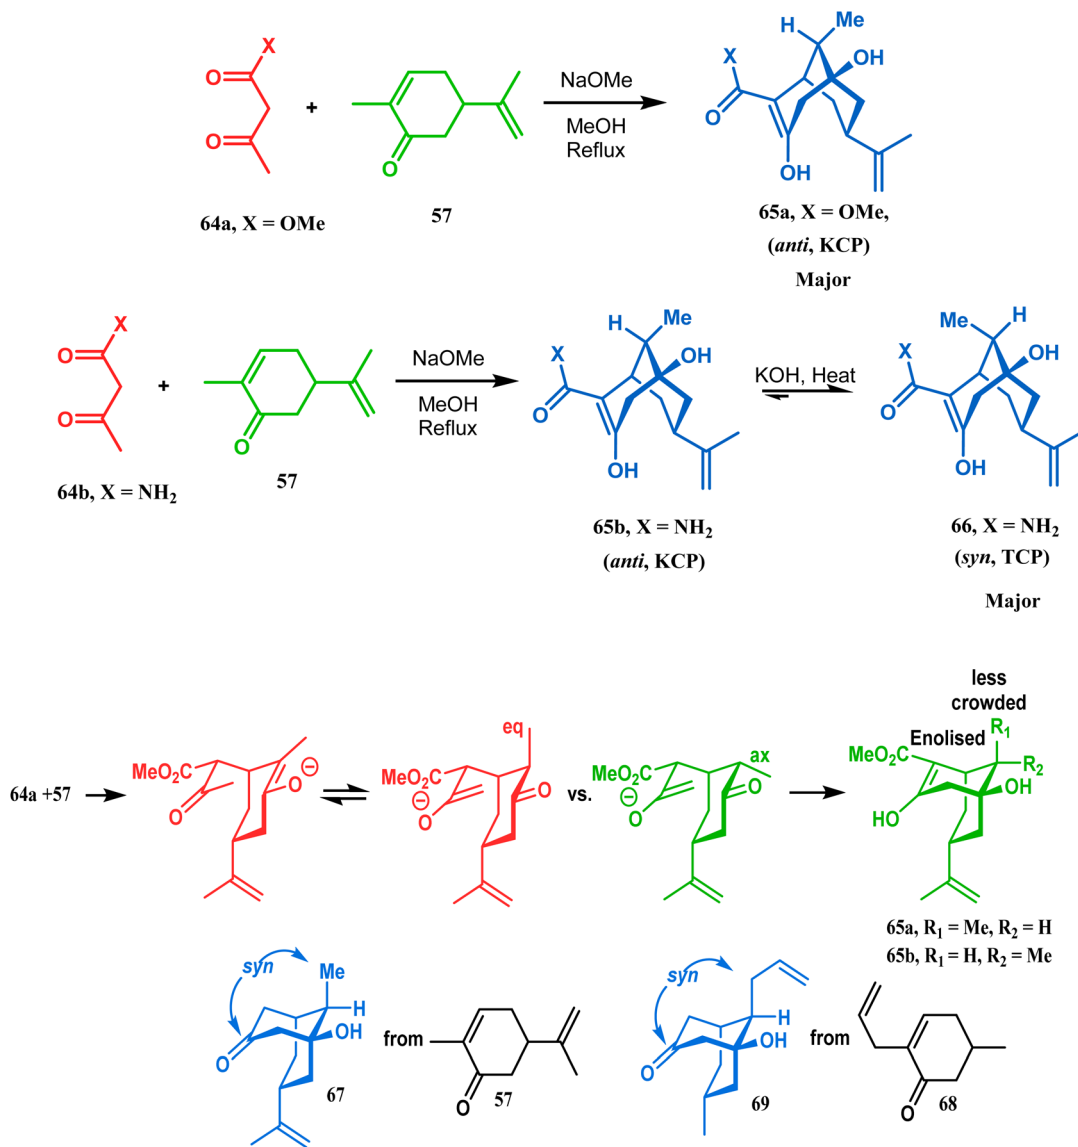 X
O
O
64a, X = OMe
+
O
57
NaOMe
MeOH
Reflux
H Me
X OH
O
OH
65a, X = OMe,
(anti, KCP)
Major
X
O
O
64b, X = NH2
+
O
57
NaOMe
MeOH
Reflux
H Me
X OH
O
OH
65b, X = NH2
(anti, KCP)
KOH, Heat
Me H
X OH
O
OH
66, X = NH2
(syn, TCP)
Major
64a +57
MeO2C
O
O ⊖
eq
MeO2C
⊖
O
O
vs.
ax
MeO2C
⊖
O
O
less
crowded
Enolised R1
MeO2C R2
OH
HO
65a, R1 = Me, R2 = H
65b, R1 = H, R2 = Me
syn Me
H
OH
O
67
from
O
57
syn
H
OH
O
69
from
O
68